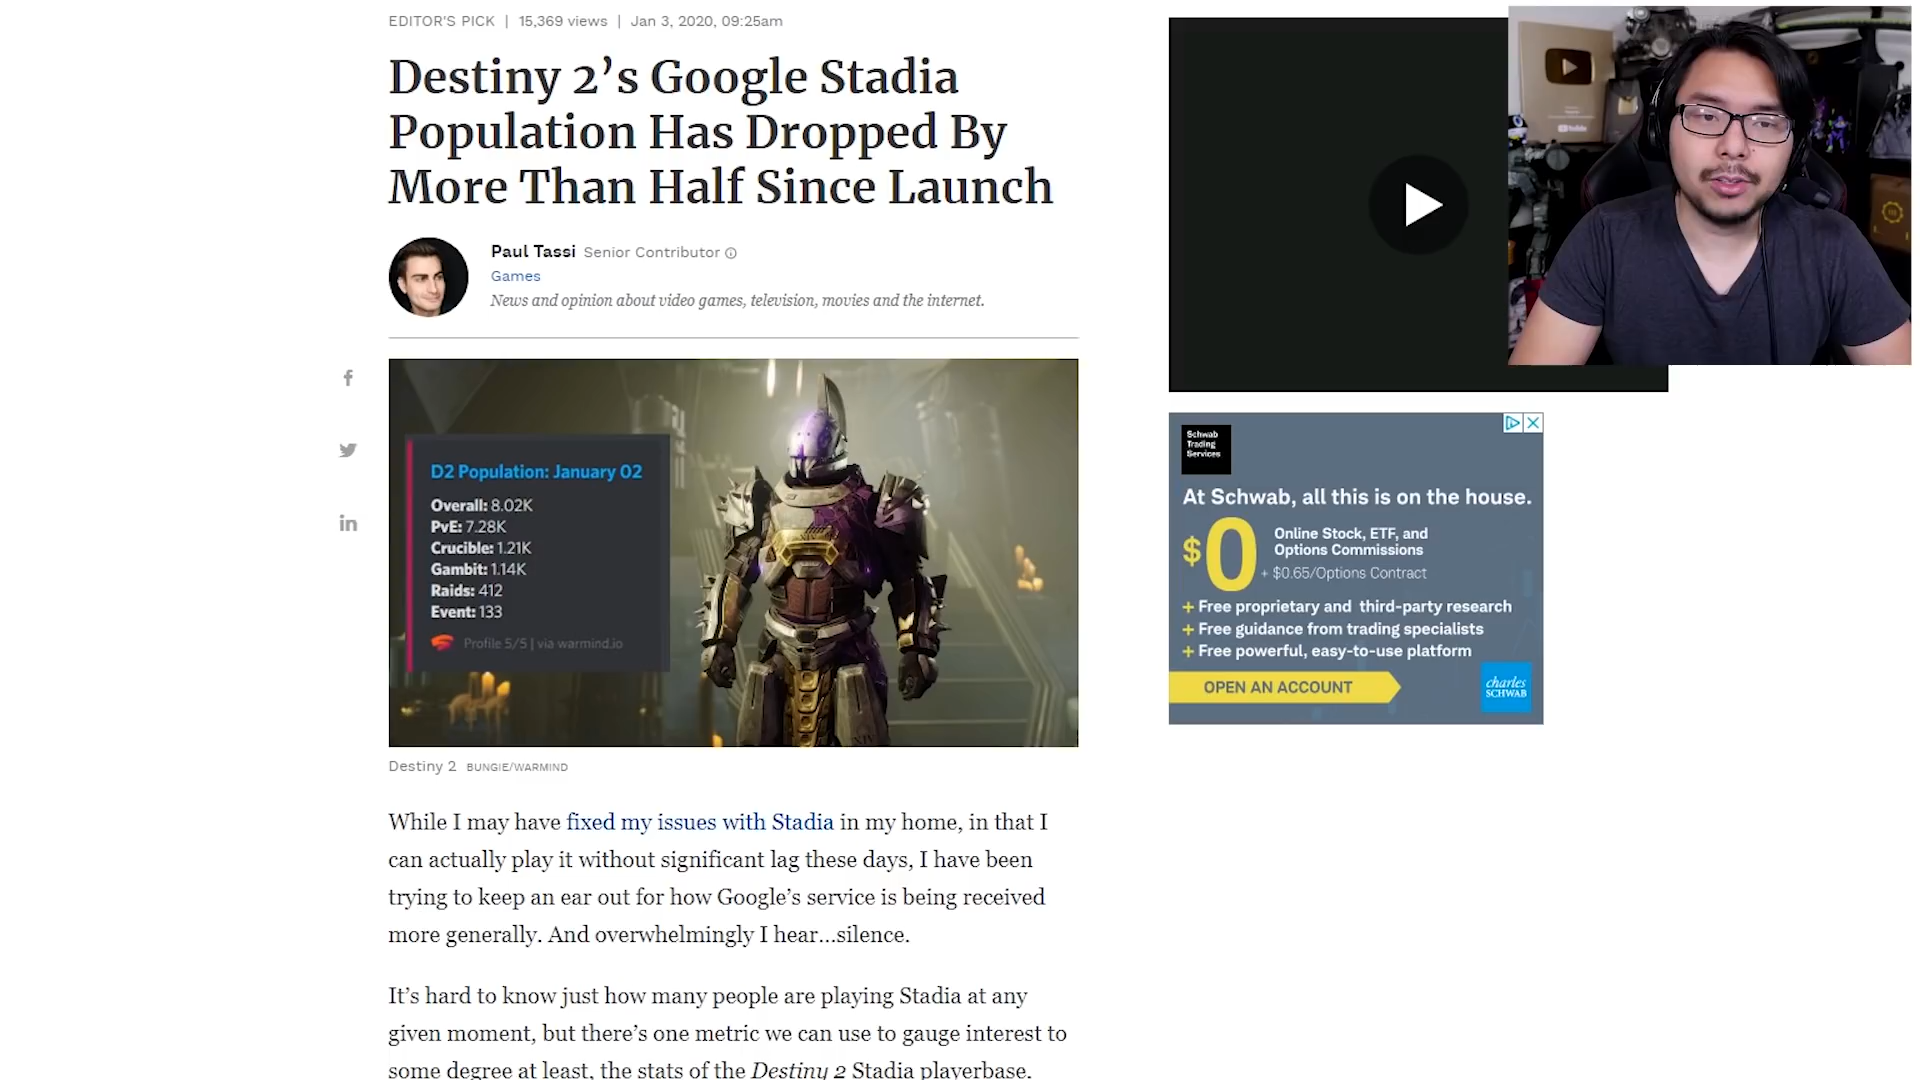 EDITOR'S PICK | 15,369 views | Jan 3, 2020, 09:25am
Destiny 2's Google Stadia
Population Has Dropped By
More Than Half Since Launch
Paul Tassi Senior Contributor
Games
News and opinion about video games, television, movies and the internet.
D2 Population: January 02
Overall: 8.02K
PvE: 7.28K
Crucible: 1.21K
Gambit: 1.14K
Raids: 412
Event: 133
Profile 5/5 | via warmind.io
Destiny 2 BUNGIE/WARMIND
While I may have fixed my issues with Stadia in my home, in that I
can actually play it without significant lag these days, I have been
trying to keep an ear out for how Google's service is being received
more generally. And overwhelmingly I hear...silence.
It's hard to know just how many people are playing Stadia at any
given moment, but there's one metric we can use to gauge interest to
some degree at least, the stats of the Destiny 2 Stadia playerbase.
Schwab
Trading
Services
At Schwab, all this is on the house.
$0 Online Stock, ETF, and
Options Commissions
+ $0.65/Options Contract
+ Free proprietary and third-party research
+ Free guidance from trading specialists
+ Free powerful, easy-to-use platform
OPEN AN ACCOUNT
charles
SCHWAB